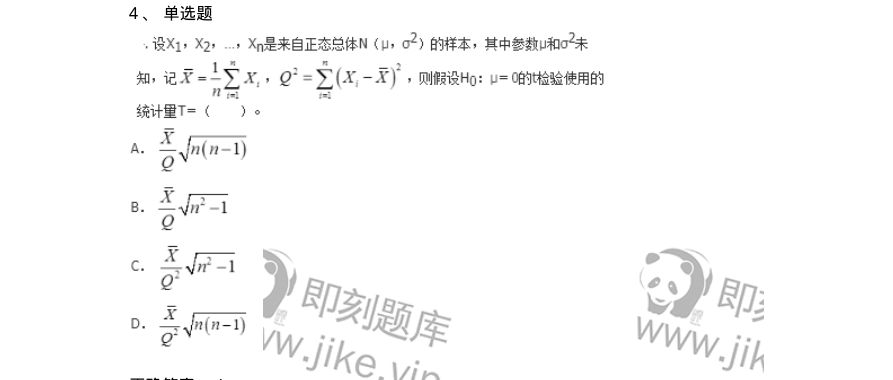 4 、 单选题
设X1，X2，…，Xn是来自正态总体N（μ，σ2）的样本，其中参数μ和σ2未
知，记 X̄ = 1/n ∑(i=1→n) Xi ，Q² = ∑(i=1→n) (Xi − X̄)² ，则假设H0：μ＝0的t检验使用的
统计量T＝（　　）。
A. X̄/Q √(n(n−1))
B. X̄/Q √(n²−1)
C. X̄/Q² √(n²−1)
D. X̄/Q² √(n(n−1))
即刻题库
www.jike.vip
即
www.jik